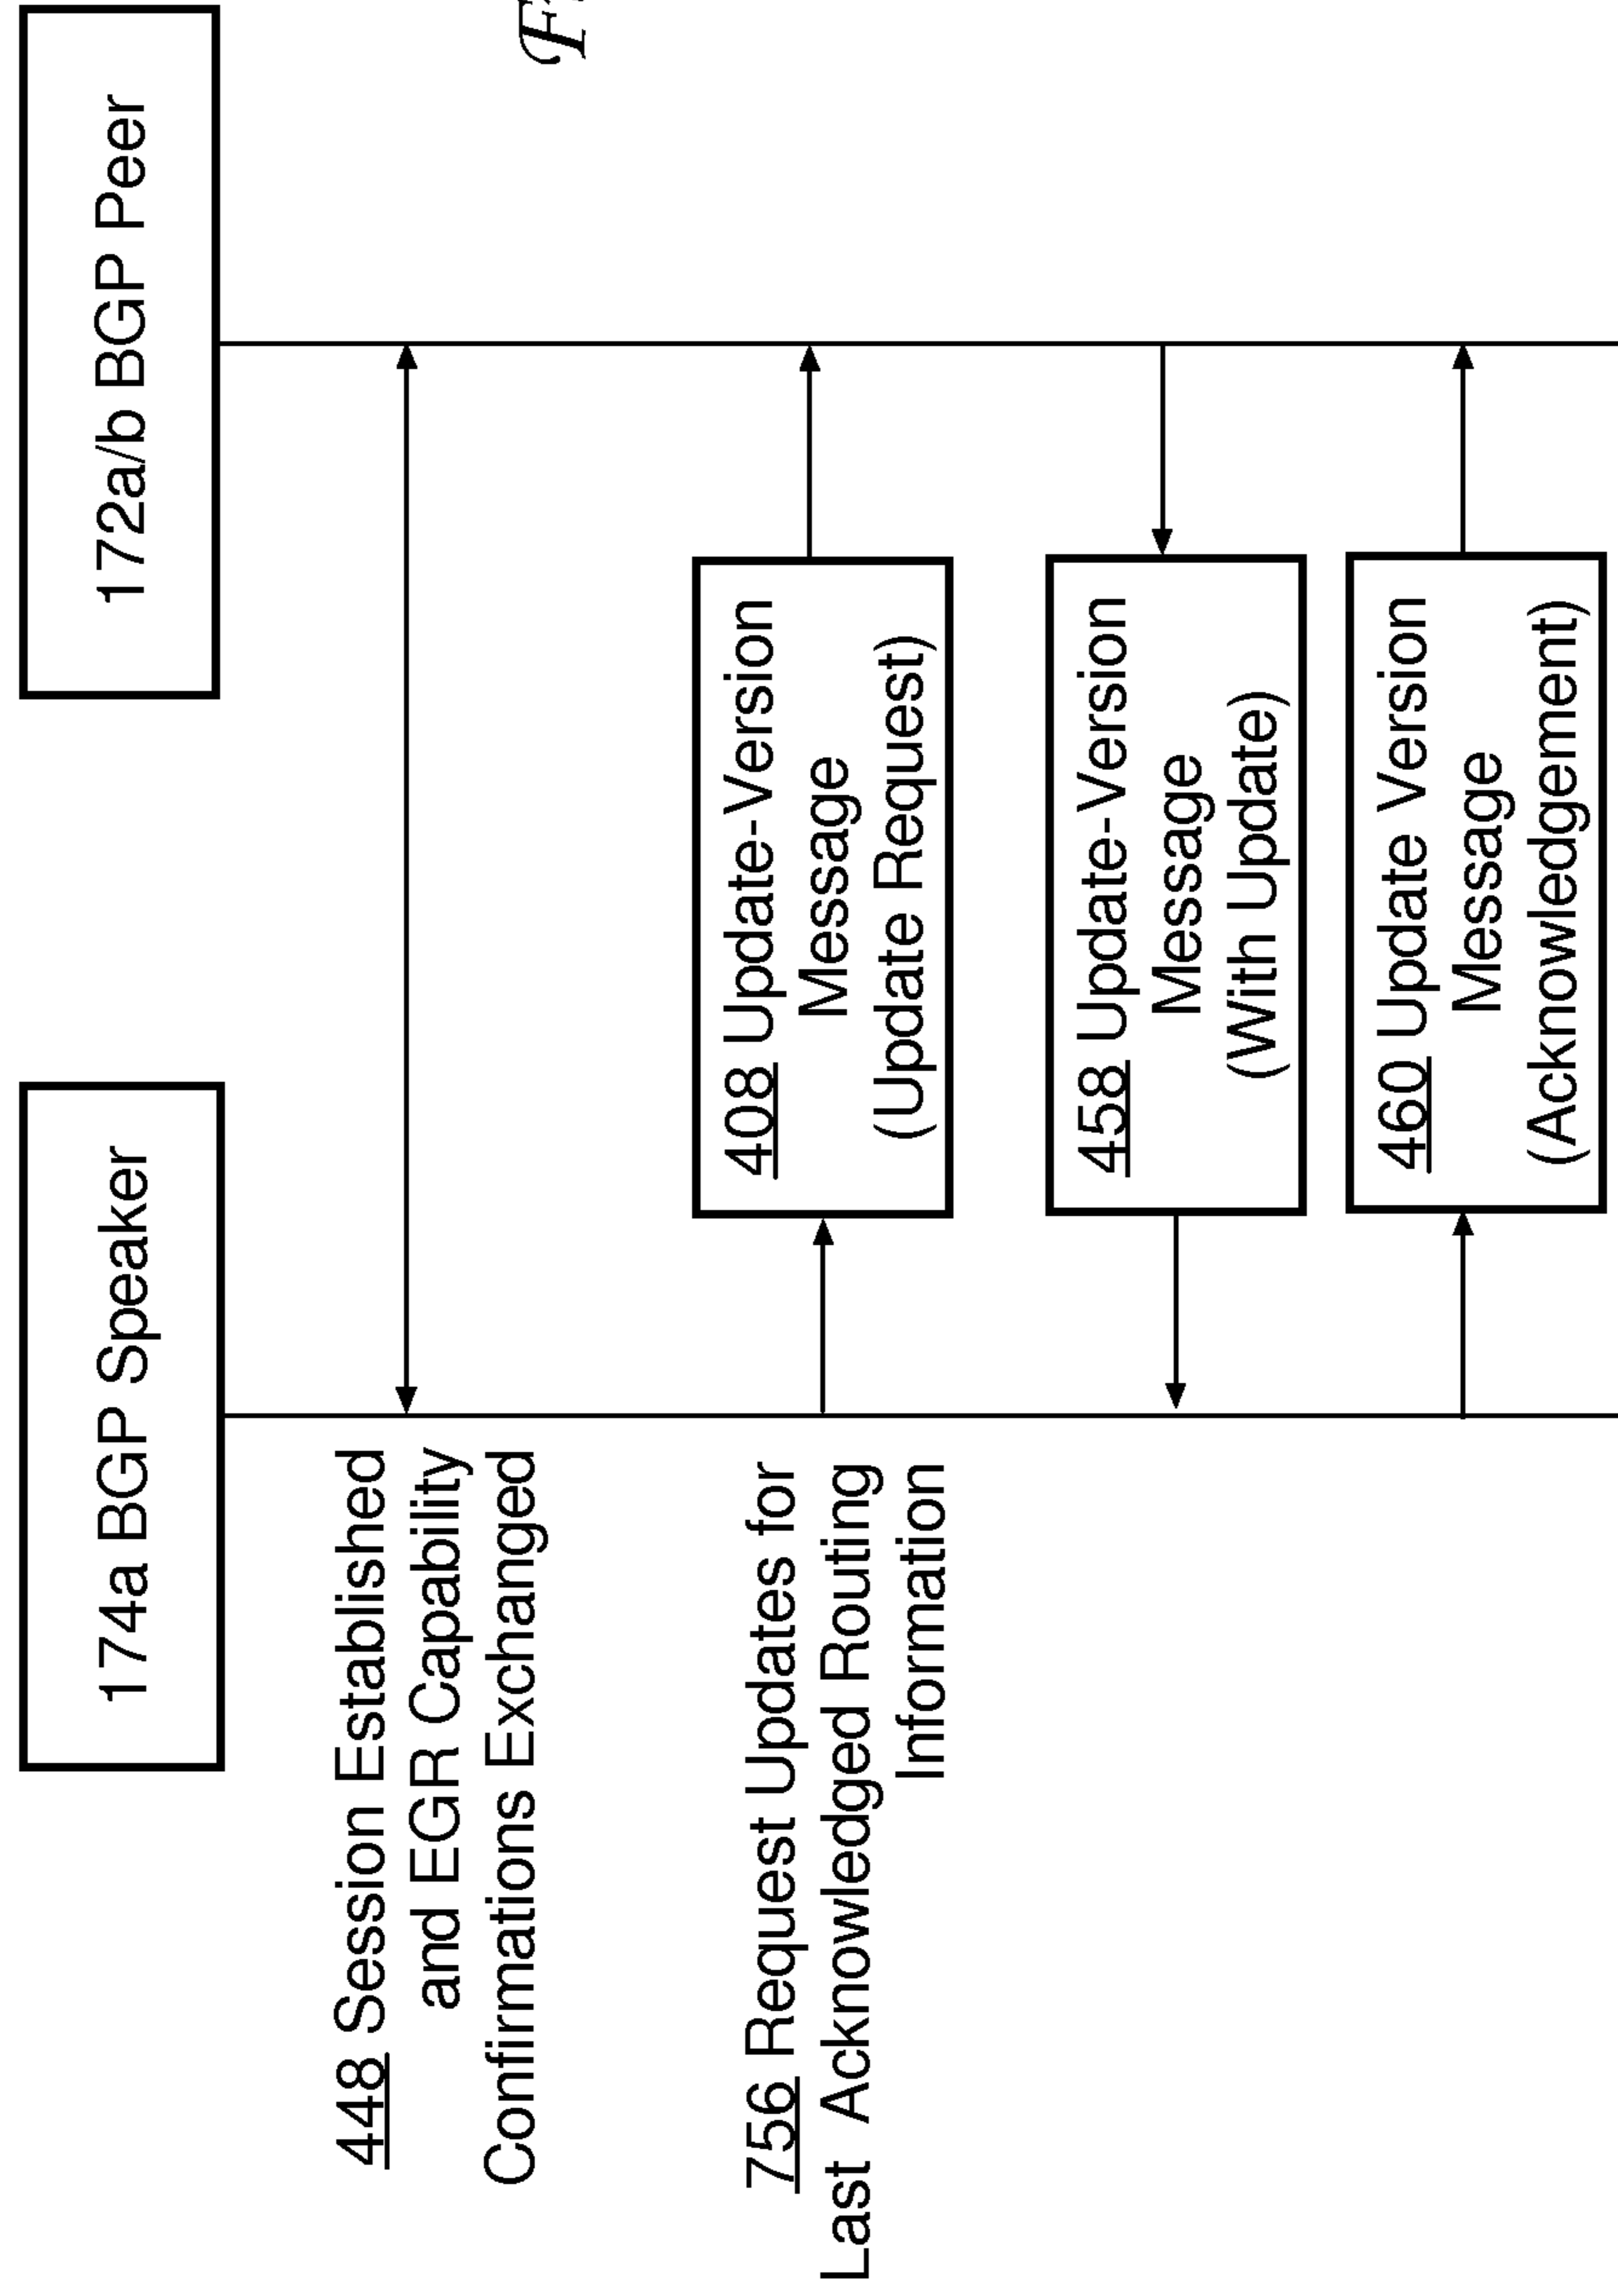 174a BGP Speaker
172a/b BGP Peer
448 Session Established
and EGR Capability
Confirmations Exchanged
756 Request Updates for
Last Acknowledged Routing
Information
408 Update-Version
Message
(Update Request)
458 Update-Version
Message
(With Update)
460 Update Version
Message
(Acknowledgement)